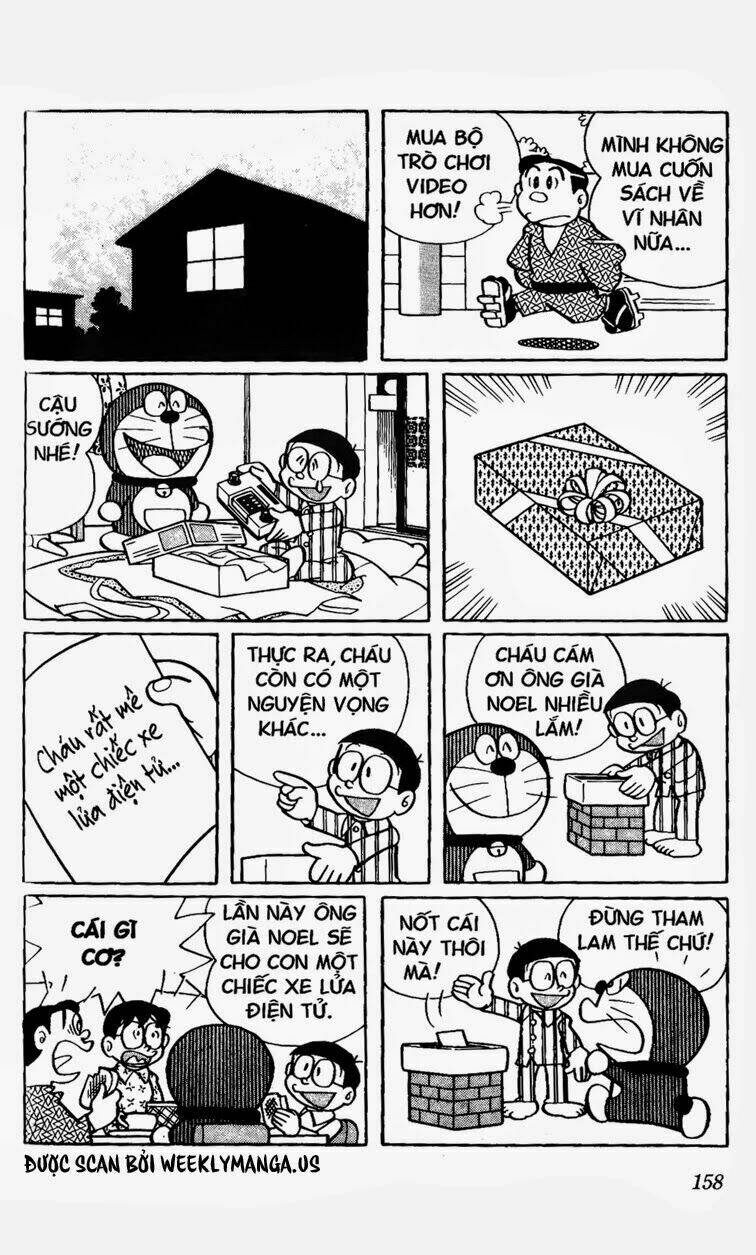 MÌNH KHÔNG
MUA CUỐN
SÁCH VỀ
VĨ NHÂN
NỮA...
MUA BỘ
TRÒ CHƠI
VIDEO
HƠN!
CẬU
SƯỚNG
NHÉ!
CHÁU CÁM
ƠN ÔNG GIÀ
NOEL NHIỀU
LẮM!
THỰC RA, CHÁU
CÒN CÓ MỘT
NGUYỆN VỌNG
KHÁC...
Cháu rất mê
một chiếc xe
lửa điện tử...
ĐỪNG THAM
LAM THẾ CHỨ!
NỐT CÁI
NÀY THÔI
MÀ!
LẦN NÀY ÔNG
GIÀ NOEL SẼ
CHO CON MỘT
CHIẾC XE LỬA
ĐIỆN TỬ.
CÁI GÌ
CƠ?
ĐƯỢC SCAN BỞI WEEKLYMANGA.US
158